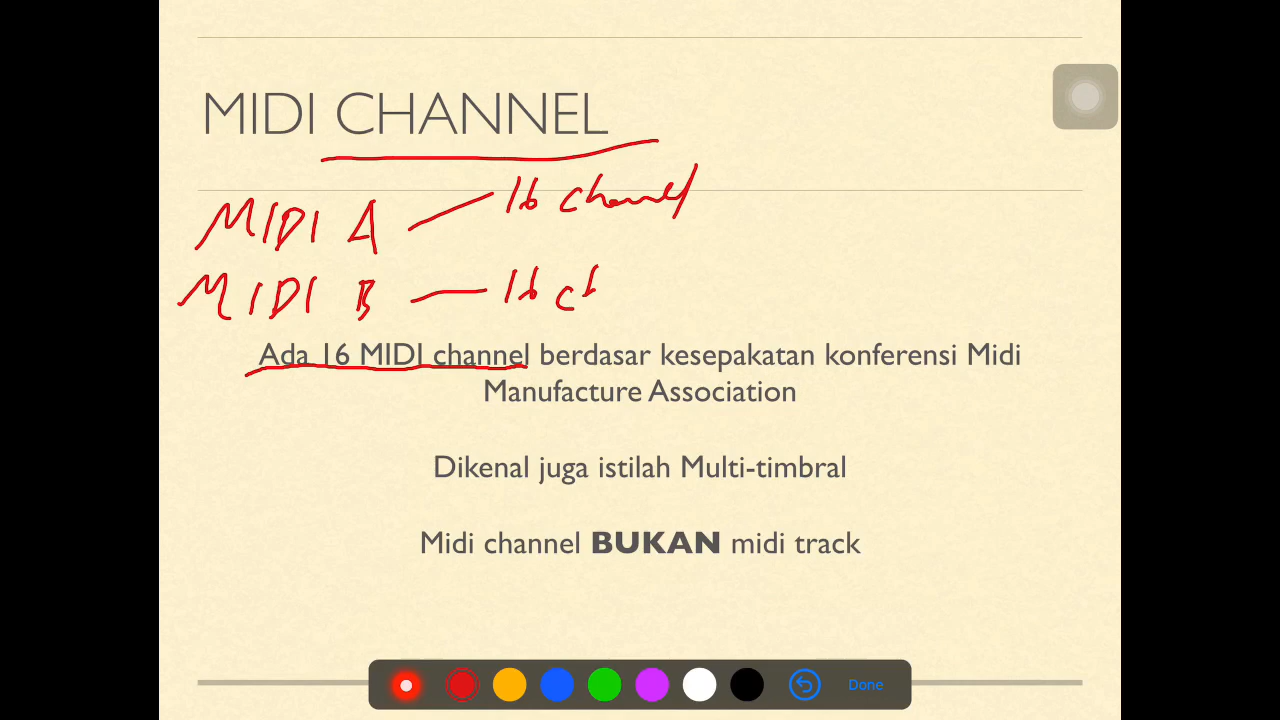 MIDI CHANNEL
MIDI A — 16 channel
MIDI B — 16 ch
Ada 16 MIDI channel berdasar kesepakatan konferensi Midi
Manufacture Association
Dikenal juga istilah Multi-timbral
Midi channel BUKAN midi track
Done